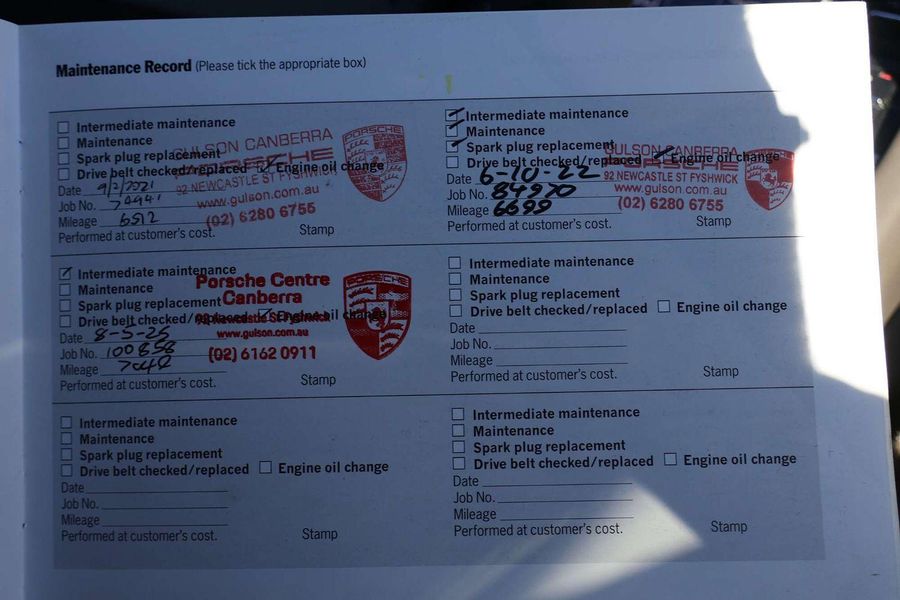 Maintenance Record (Please tick the appropriate box)
Intermediate maintenance
Maintenance
Spark plug replacement
Drive belt checked/replaced Engine oil change
Date 9/2/2021
Job No.
Mileage 6512
Performed at customer's cost.
Stamp
GULSON CANBERRA
PORSCHE
92 NEWCASTLE ST FYSHWICK
www.gulson.com.au
(02) 6280 6755
PORSCHE
Intermediate maintenance
Maintenance
Spark plug replacement
Drive belt checked/replaced Engine oil change
Date 6-10-22
Job No. 84970
Mileage 6699
Performed at customer's cost.
Stamp
GULSON CANBERRA
PORSCHE
92 NEWCASTLE ST FYSHWICK
www.gulson.com.au
(02) 6280 6755
Intermediate maintenance
Maintenance
Spark plug replacement
Drive belt checked/replaced Engine oil change
Date 8-5-25
Job No. 100858
Mileage
Performed at customer's cost.
Stamp
Porsche Centre
Canberra
92 Newcastle St Fyshwick
www.gulson.com.au
(02) 6162 0911
PORSCHE
Intermediate maintenance
Maintenance
Spark plug replacement
Drive belt checked/replaced Engine oil change
Date
Job No.
Mileage
Performed at customer's cost.
Stamp
Intermediate maintenance
Maintenance
Spark plug replacement
Drive belt checked/replaced Engine oil change
Date
Job No.
Mileage
Performed at customer's cost.
Stamp
Intermediate maintenance
Maintenance
Spark plug replacement
Drive belt checked/replaced Engine oil change
Date
Job No.
Mileage
Performed at customer's cost.
Stamp